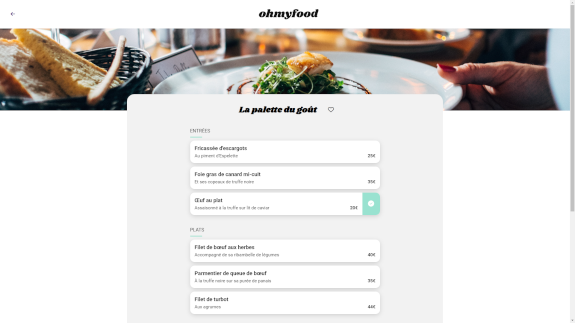 ohmyfood
La palette du goût
ENTRÉES
Fricassée d'escargots
Au piment d'Espelette 25€
Foie gras de canard mi-cuit
Et ses copeaux de truffe noire 35€
Œuf au plat
Assaisonné à la truffe sur lit de caviar 20€
PLATS
Filet de bœuf aux herbes
Accompagné de sa ribambelle de légumes 40€
Parmentier de queue de bœuf
À la truffe noire sur sa purée de panais 35€
Filet de turbot
Aux agrumes 44€